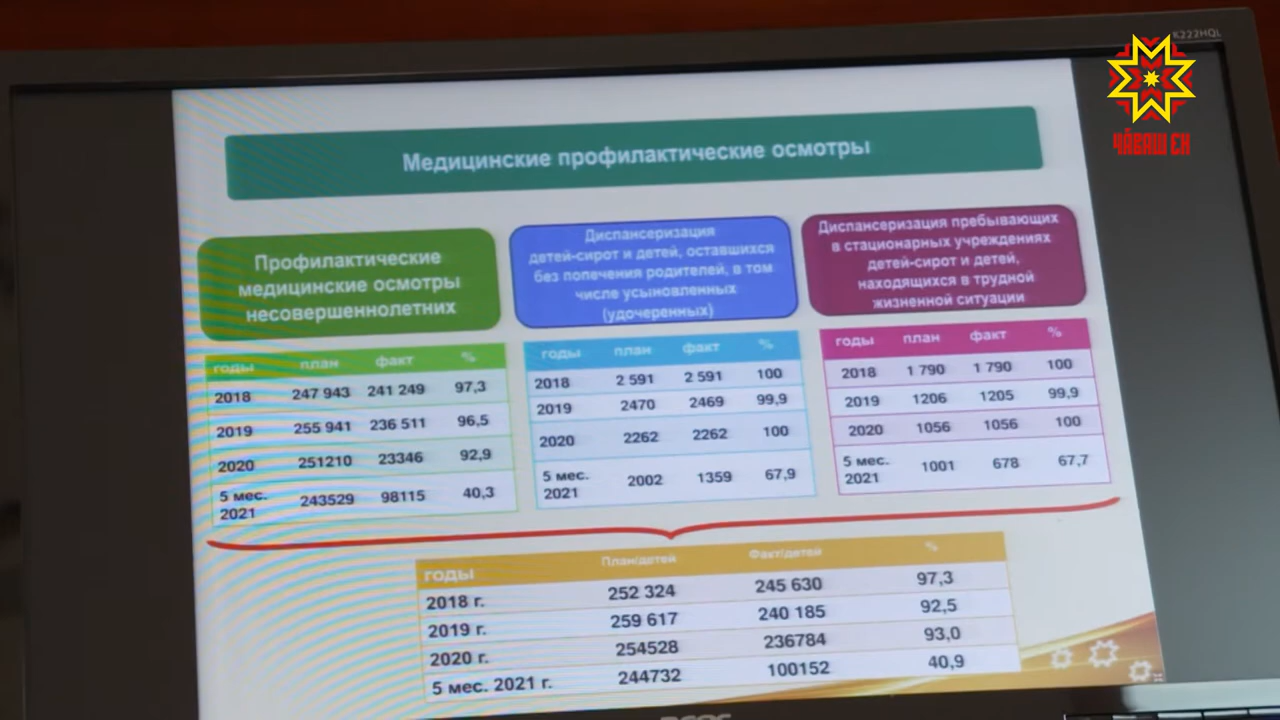 K222HQL
ЧӐВАШ ЕН
Медицинские профилактические осмотры
Профилактические
медицинские осмотры
несовершеннолетних
годы план факт %
2018 247 943 241 249 97,3
2019 255 941 236 511 96,5
2020 251210 23346 92,9
5 мес.
2021 243529 98115 40,3
Диспансеризация
детей-сирот и детей, оставшихся
без попечения родителей, в том
числе усыновленных
(удочеренных)
годы план факт %
2018 2 591 2 591 100
2019 2470 2469 99,9
2020 2262 2262 100
5 мес.
2021 2002 1359 67,9
Диспансеризация пребывающих
в стационарных учреждениях
детей-сирот и детей,
находящихся в трудной
жизненной ситуации
годы план факт %
2018 1 790 1 790 100
2019 1206 1205 99,9
2020 1056 1056 100
5 мес.
2021 1001 678 67,7
годы План/детей Факт/детей %
2018 г. 252 324 245 630 97,3
2019 г. 259 617 240 185 92,5
2020 г. 254528 236784 93,0
5 мес. 2021 г. 244732 100152 40,9